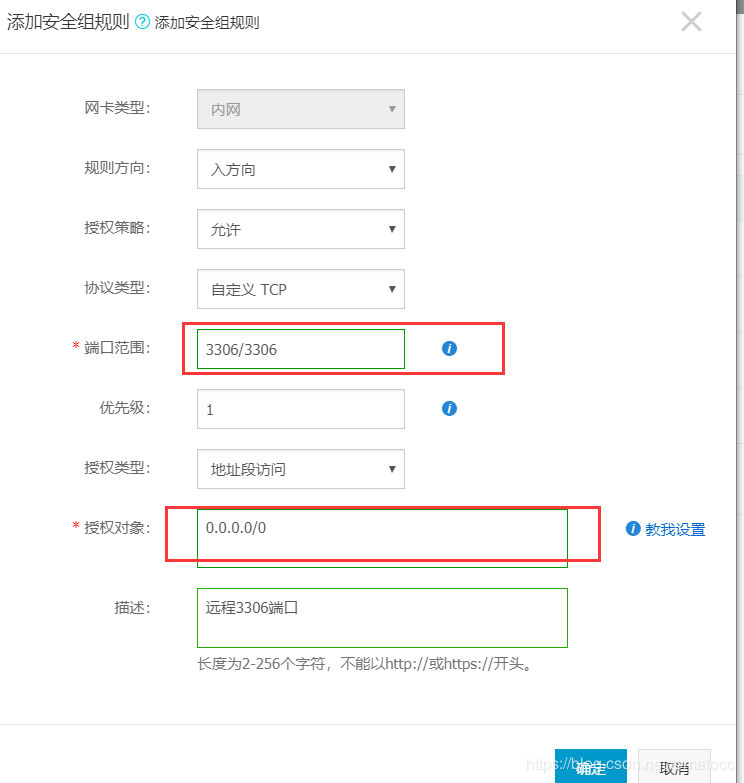 添加安全组规则 ? 添加安全组规则
网卡类型： 内网
规则方向： 入方向
授权策略： 允许
协议类型： 自定义 TCP
* 端口范围： 3306/3306
优先级： 1
授权类型： 地址段访问
* 授权对象： 0.0.0.0/0 教我设置
描述： 远程3306端口
长度为2-256个字符，不能以http://或https://开头。
确定 取消